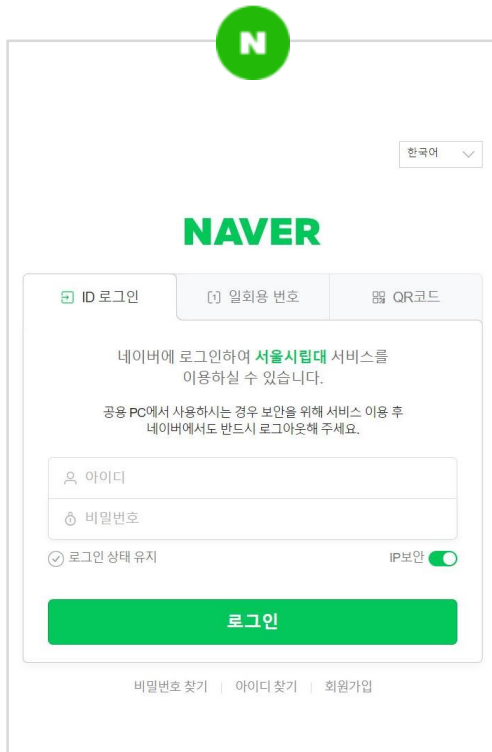 N
한국어
NAVER
ID 로그인
일회용 번호
QR코드
네이버에 로그인하여 서울시립대 서비스를
이용하실 수 있습니다.
공용 PC에서 사용하시는 경우 보안을 위해 서비스 이용 후
네이버에서도 반드시 로그아웃해 주세요.
아이디
비밀번호
로그인 상태 유지
IP보안
로그인
비밀번호 찾기 | 아이디 찾기 | 회원가입